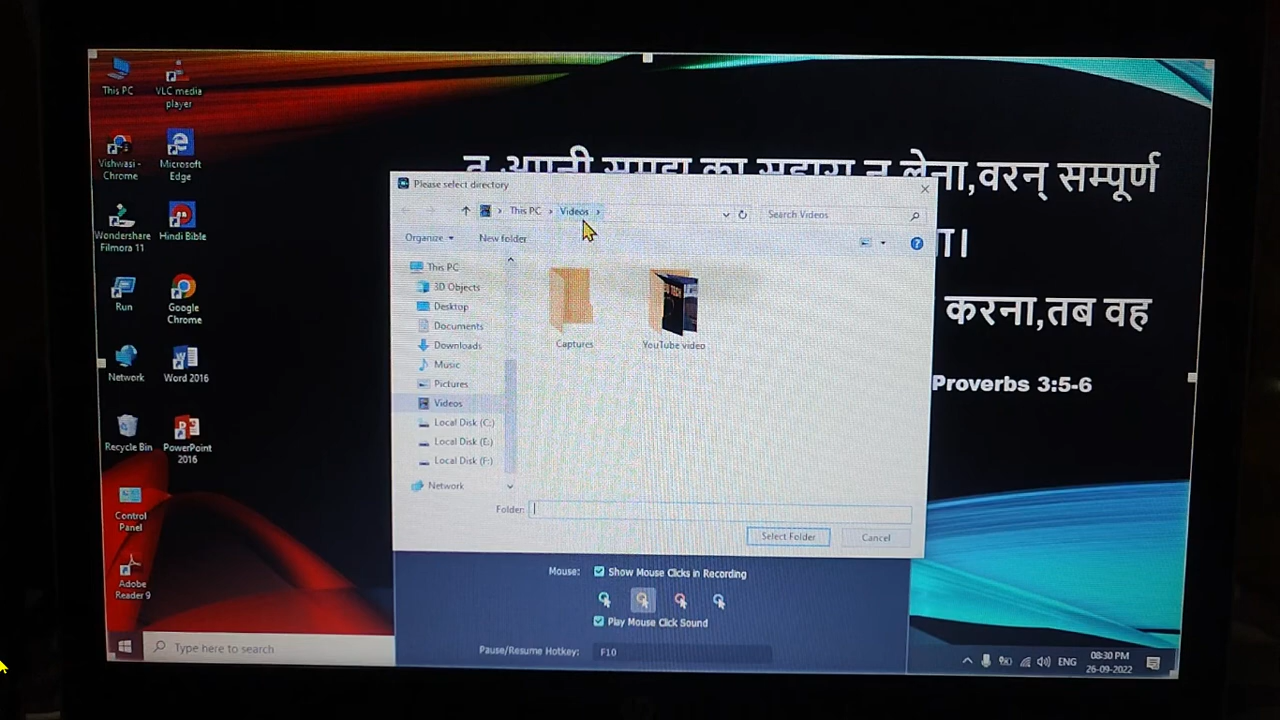 This PC
VLC media
player
Vishwasi -
Chrome
Microsoft
Edge
Wondershare
Filmora 11
Hindi Bible
Run
Google
Chrome
Network
Word 2016
Recycle Bin
PowerPoint
2016
Control
Panel
Adobe
Reader 9
न लेना,वरन् सम्पूर्ण
करना,तब वह
Proverbs 3:5-6
Please select directory
This PC > Videos >
Search Videos
Organize
New folder
This PC
3D Objects
Desktop
Documents
Downloads
Music
Pictures
Videos
Local Disk (C:)
Local Disk (E:)
Local Disk (F:)
Network
Captures
YouTube video
Folder:
Select Folder
Cancel
Mouse:
Show Mouse Clicks in Recording
Play Mouse Click Sound
Pause/Resume Hotkey:
F10
Type here to search
ENG
08:30 PM
26-09-2022